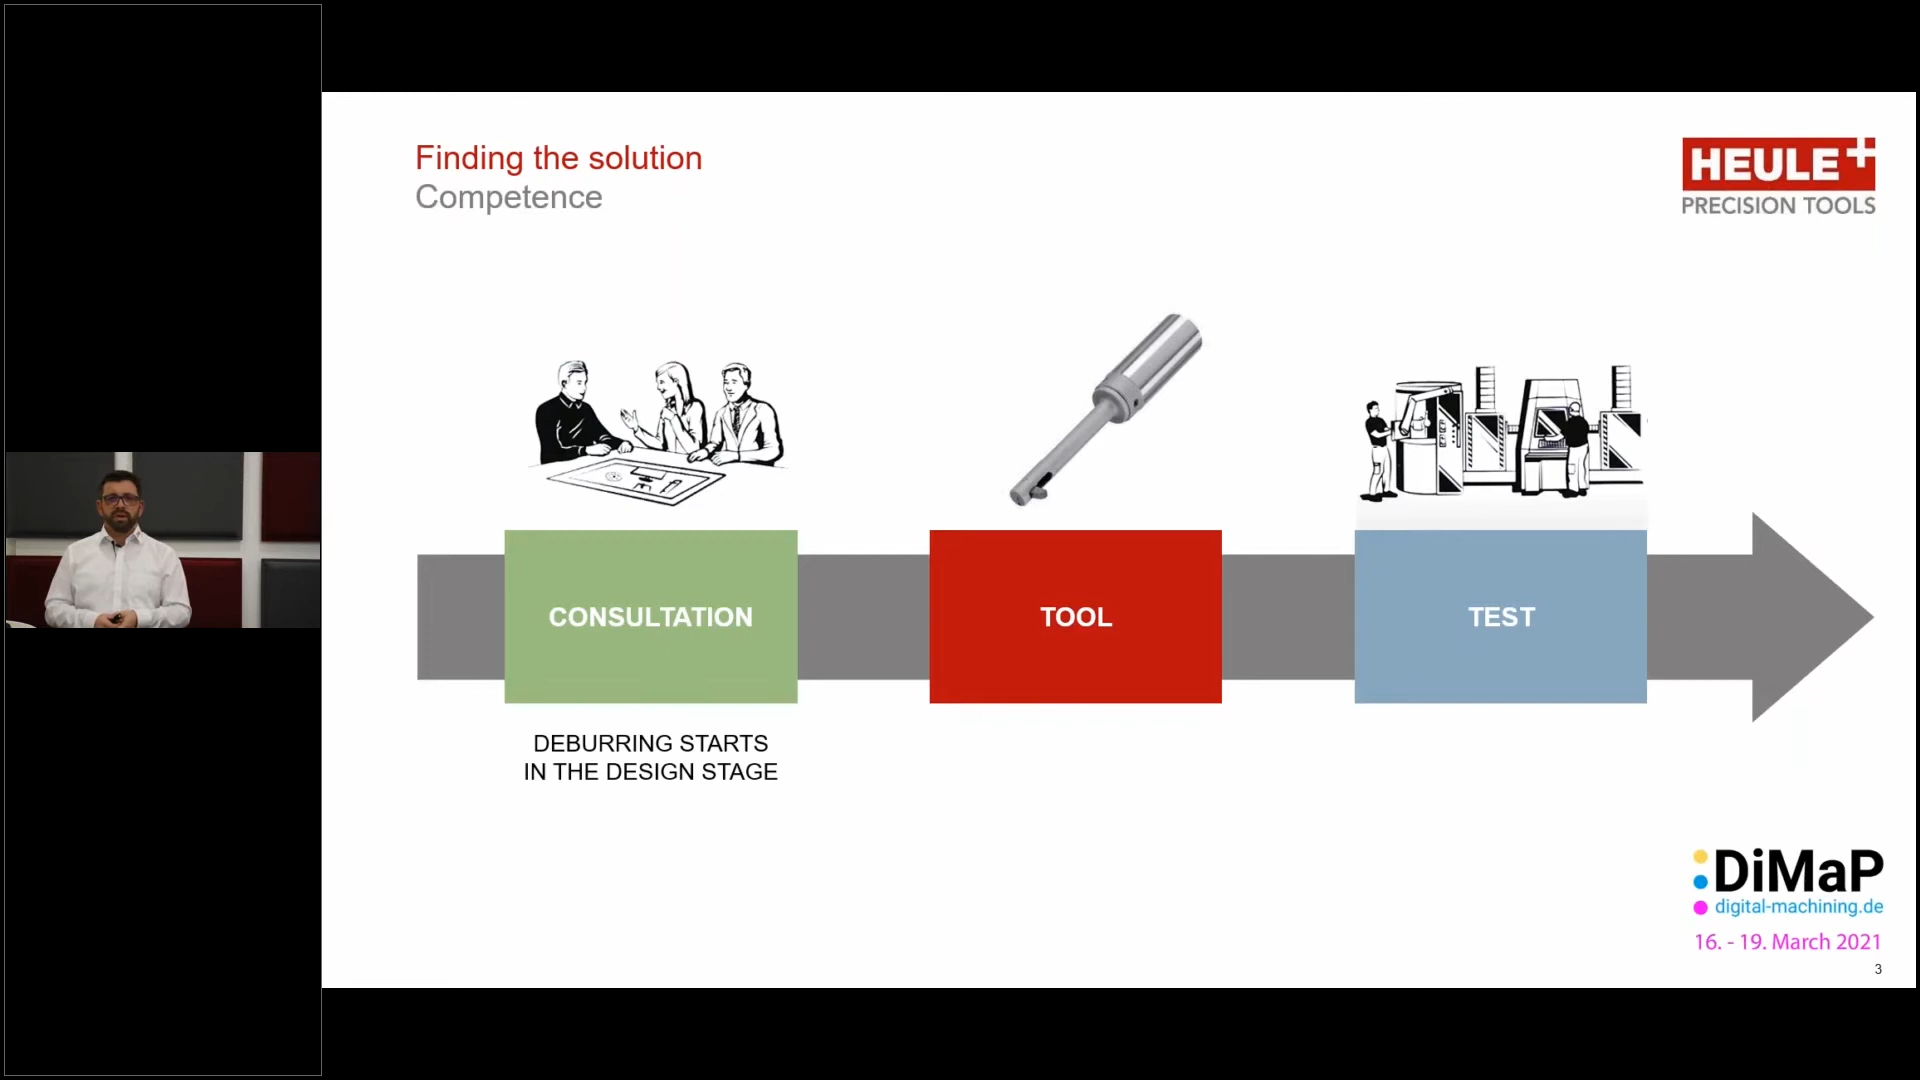 Finding the solution
Competence
HEULE
PRECISION TOOLS
CONSULTATION
TOOL
TEST
DEBURRING STARTS
IN THE DESIGN STAGE
DiMaP
digital-machining.de
16. - 19. March 2021
3